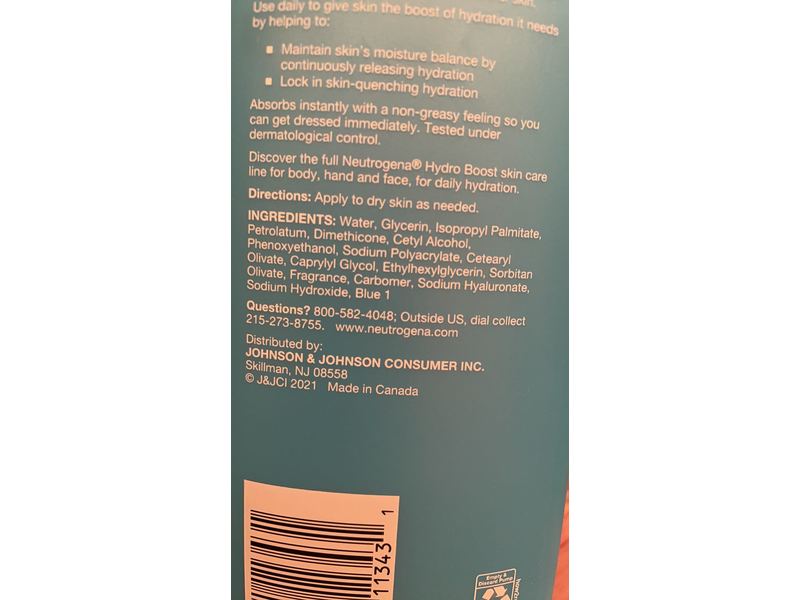 skin.
Use daily to give skin the boost of hydration it needs
by helping to:
▪ Maintain skin's moisture balance by
continuously releasing hydration
▪ Lock in skin-quenching hydration
Absorbs instantly with a non-greasy feeling so you
can get dressed immediately. Tested under
dermatological control.
Discover the full Neutrogena® Hydro Boost skin care
line for body, hand and face, for daily hydration.
Directions: Apply to dry skin as needed.
INGREDIENTS: Water, Glycerin, Isopropyl Palmitate,
Petrolatum, Dimethicone, Cetyl Alcohol,
Phenoxyethanol, Sodium Polyacrylate, Cetearyl
Olivate, Caprylyl Glycol, Ethylhexylglycerin, Sorbitan
Olivate, Fragrance, Carbomer, Sodium Hyaluronate,
Sodium Hydroxide, Blue 1
Questions? 800-582-4048; Outside US, dial collect
215-273-8755. www.neutrogena.com
Distributed by:
JOHNSON & JOHNSON CONSUMER INC.
Skillman, NJ 08558
© J&JCI 2021 Made in Canada
11343 1
Empty &
Discard Pump